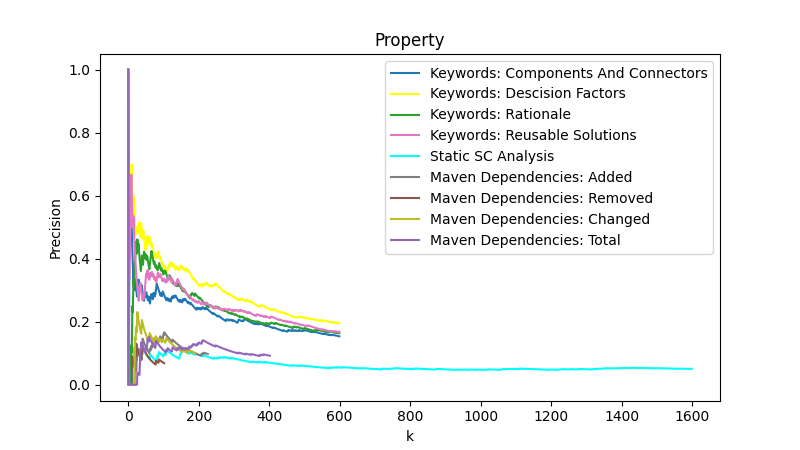 Property
1.0
0.8
0.6
0.4
0.2
0.0
Precision
0
200
400
600
800
1000
1200
1400
1600
k
Keywords: Components And Connectors
Keywords: Descision Factors
Keywords: Rationale
Keywords: Reusable Solutions
Static SC Analysis
Maven Dependencies: Added
Maven Dependencies: Removed
Maven Dependencies: Changed
Maven Dependencies: Total